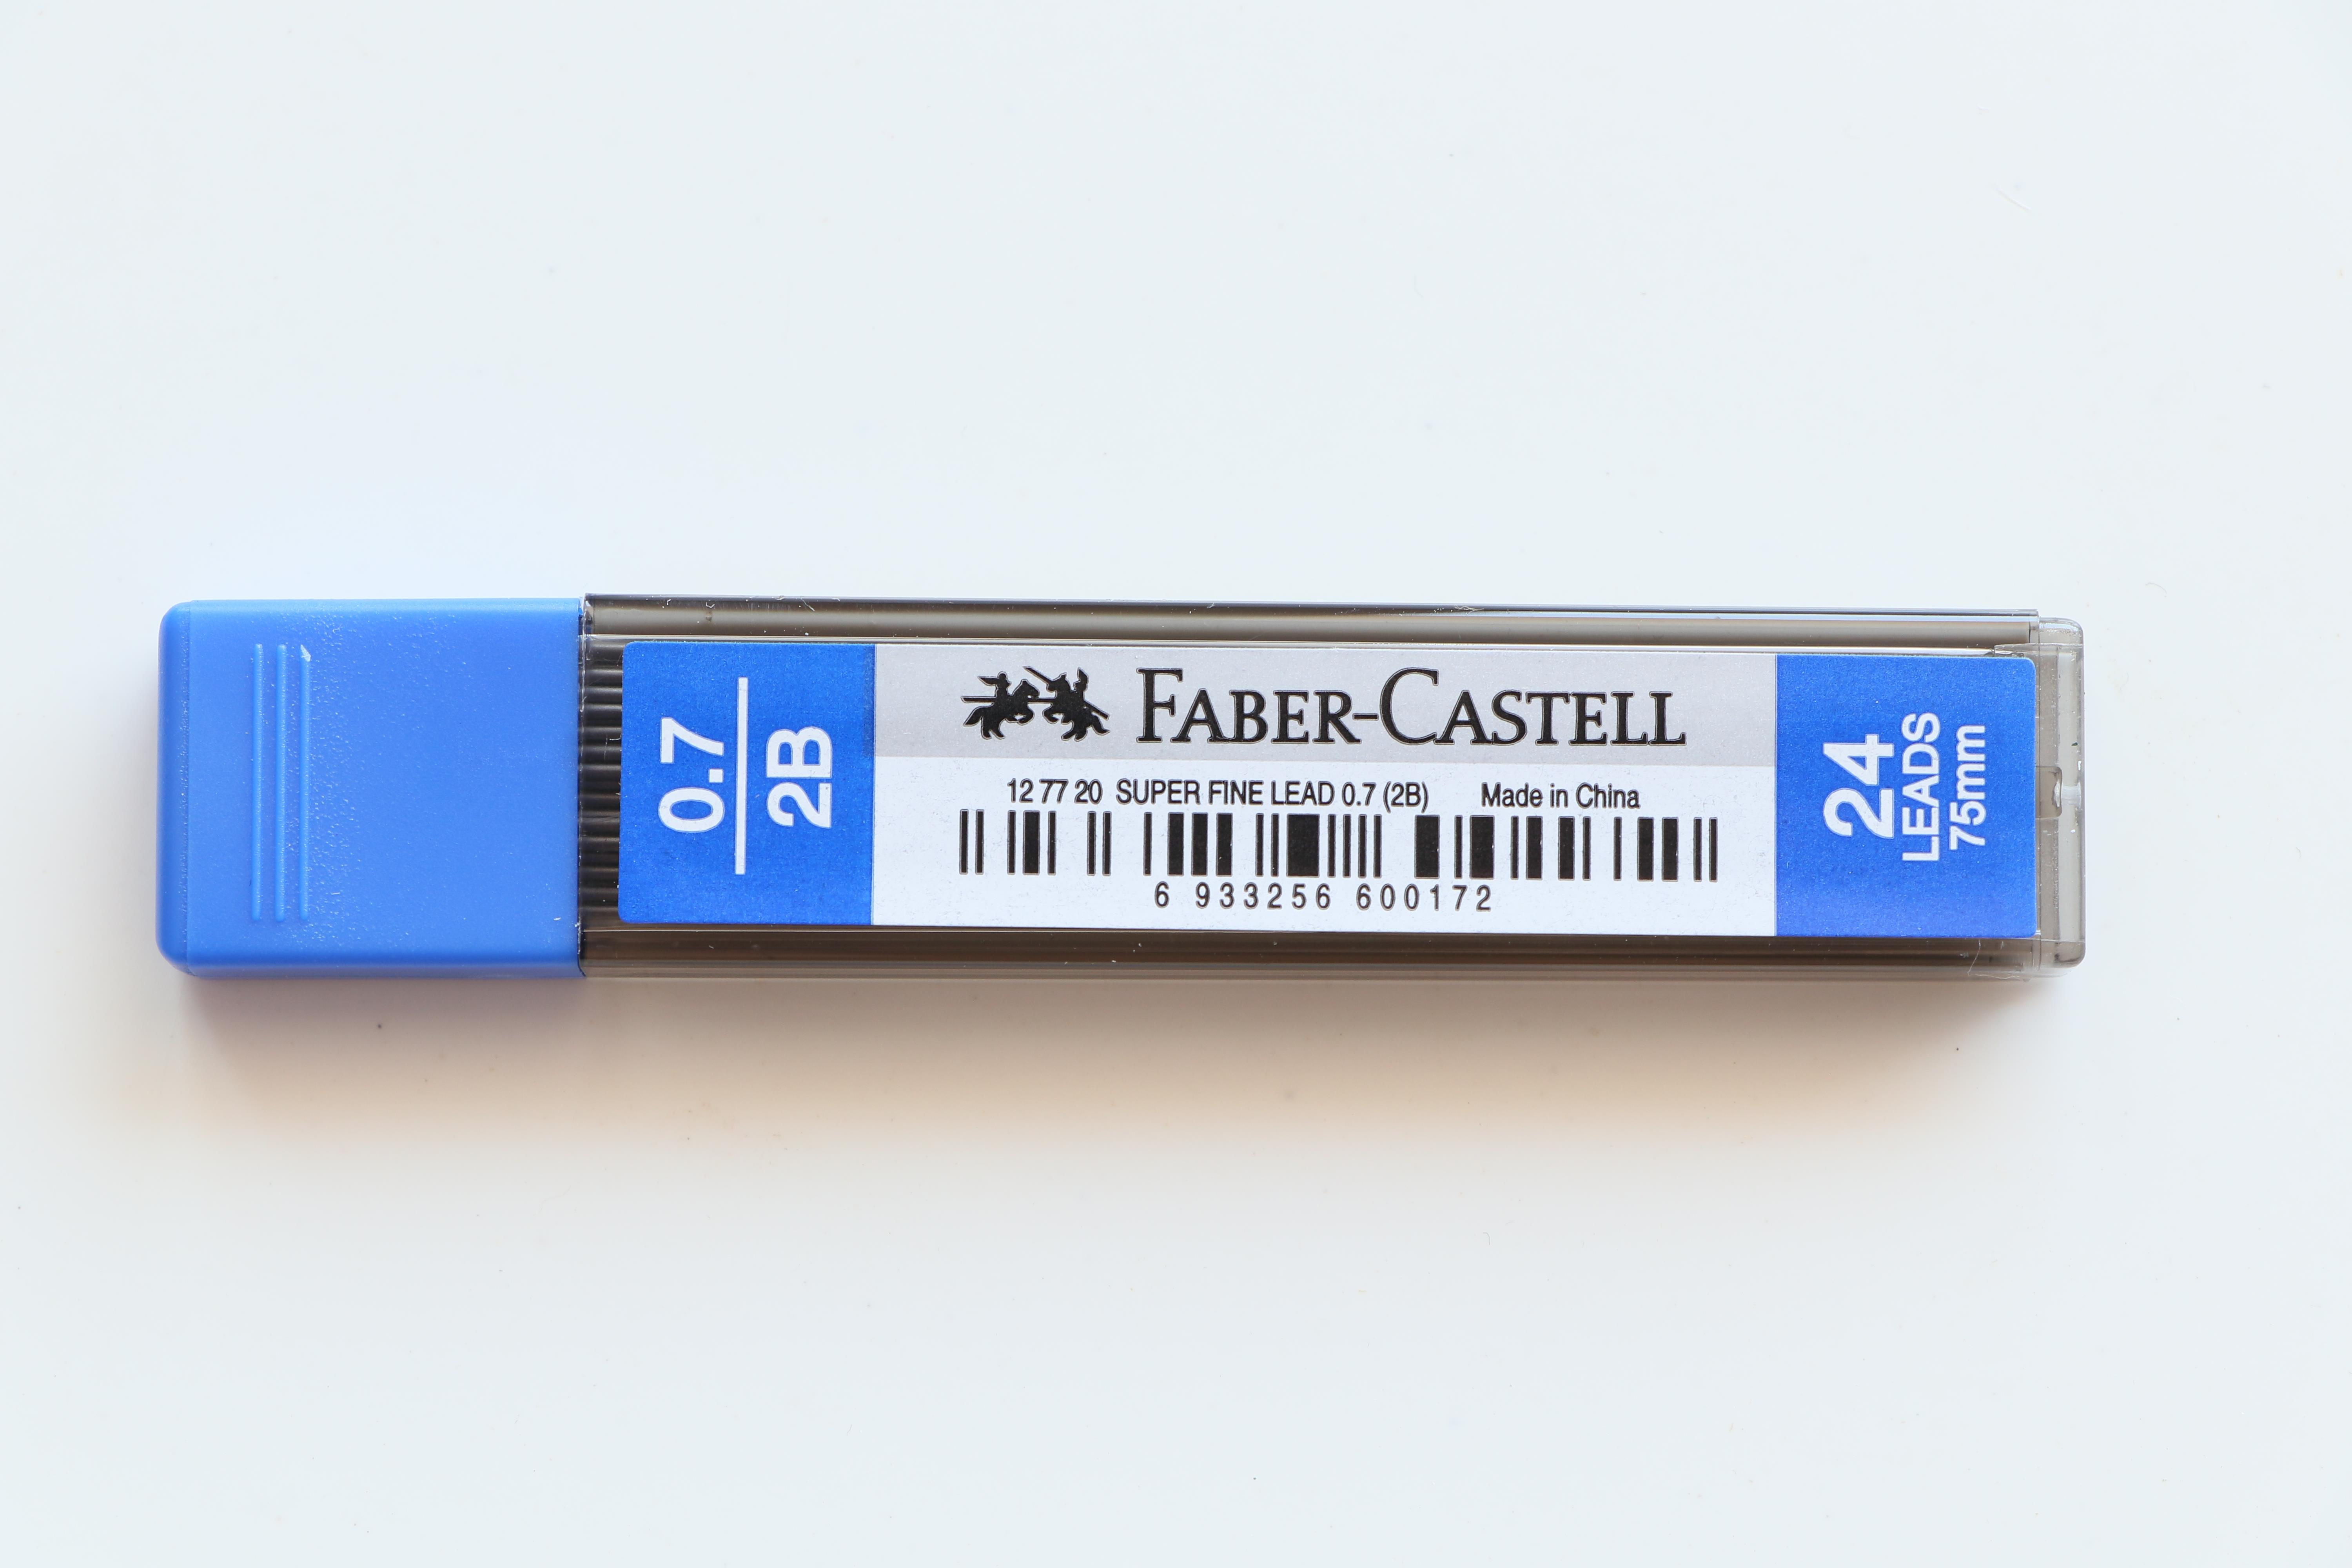 0.7
2B
FABER-CASTELL
12 77 20 SUPER FINE LEAD 0.7 (2B) Made in China
6 933256 600172
24
LEADS
75mm